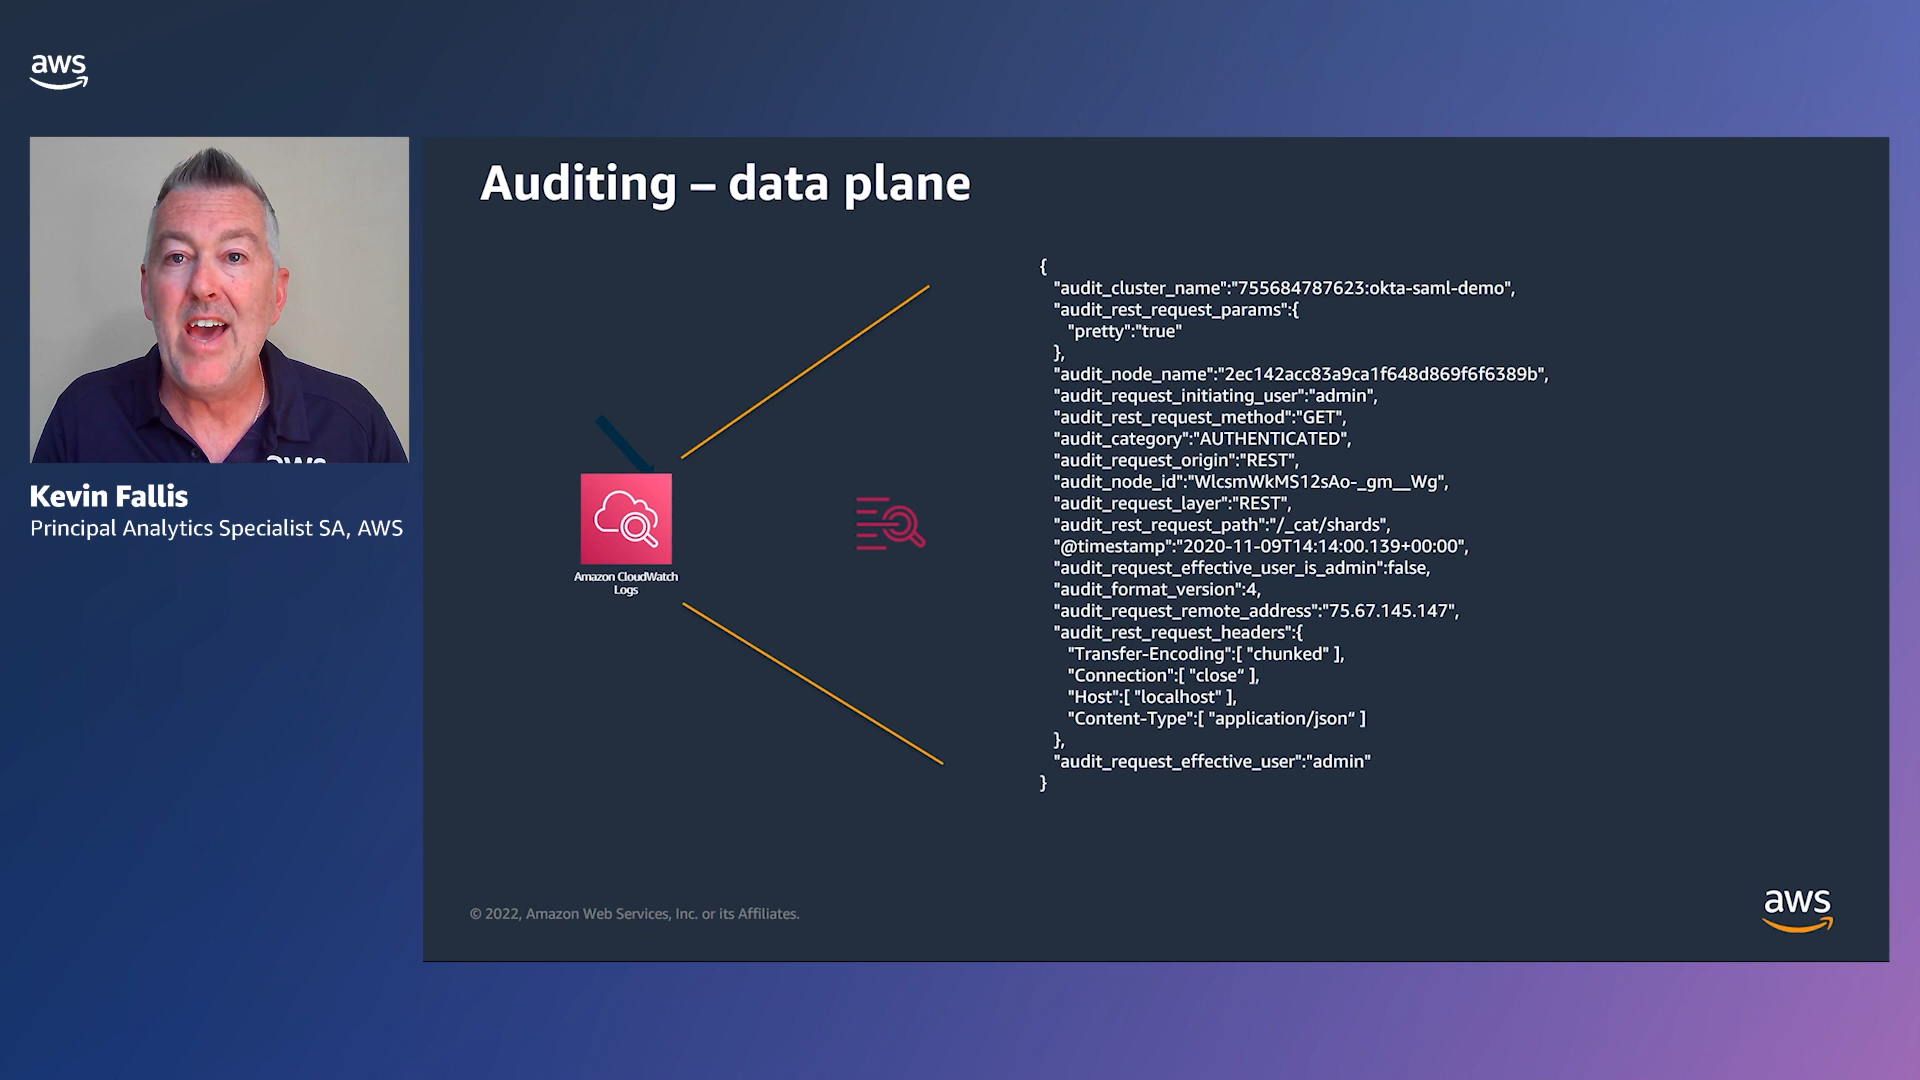 aws
Kevin Fallis
Principal Analytics Specialist SA, AWS
Auditing – data plane
Amazon CloudWatch
Logs
{
"audit_cluster_name":"755684787623:okta-saml-demo",
"audit_rest_request_params":{
"pretty":"true"
},
"audit_node_name":"2ec142acc83a9ca1f648d869f6f6389b",
"audit_request_initiating_user":"admin",
"audit_rest_request_method":"GET",
"audit_category":"AUTHENTICATED",
"audit_request_origin":"REST",
"audit_node_id":"WlcsmWkMS12sAo-_gm__Wg",
"audit_request_layer":"REST",
"audit_rest_request_path":"/_cat/shards",
"@timestamp":"2020-11-09T14:14:00.139+00:00",
"audit_request_effective_user_is_admin":false,
"audit_format_version":4,
"audit_request_remote_address":"75.67.145.147",
"audit_rest_request_headers":{
"Transfer-Encoding":[ "chunked" ],
"Connection":[ "close“ ],
"Host":[ "localhost" ],
"Content-Type":[ "application/json“ ]
},
"audit_request_effective_user":"admin"
}
© 2022, Amazon Web Services, Inc. or its Affiliates.
aws